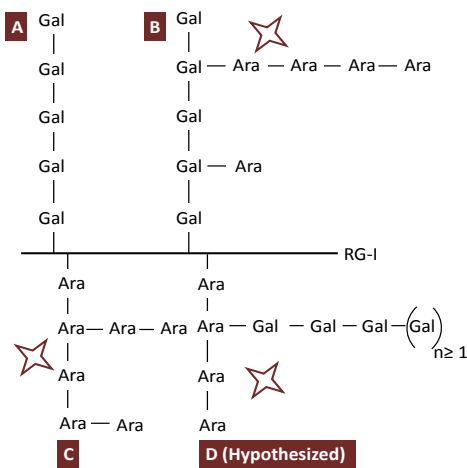 A Gal B Gal
Gal Gal — Ara — Ara — Ara — Ara
Gal Gal
Gal Gal — Ara
Gal Gal
RG-I
Ara Ara
Ara — Ara — Ara Ara — Gal — Gal — Gal — (Gal)
n≥ 1
Ara Ara
Ara — Ara Ara
C D (Hypothesized)